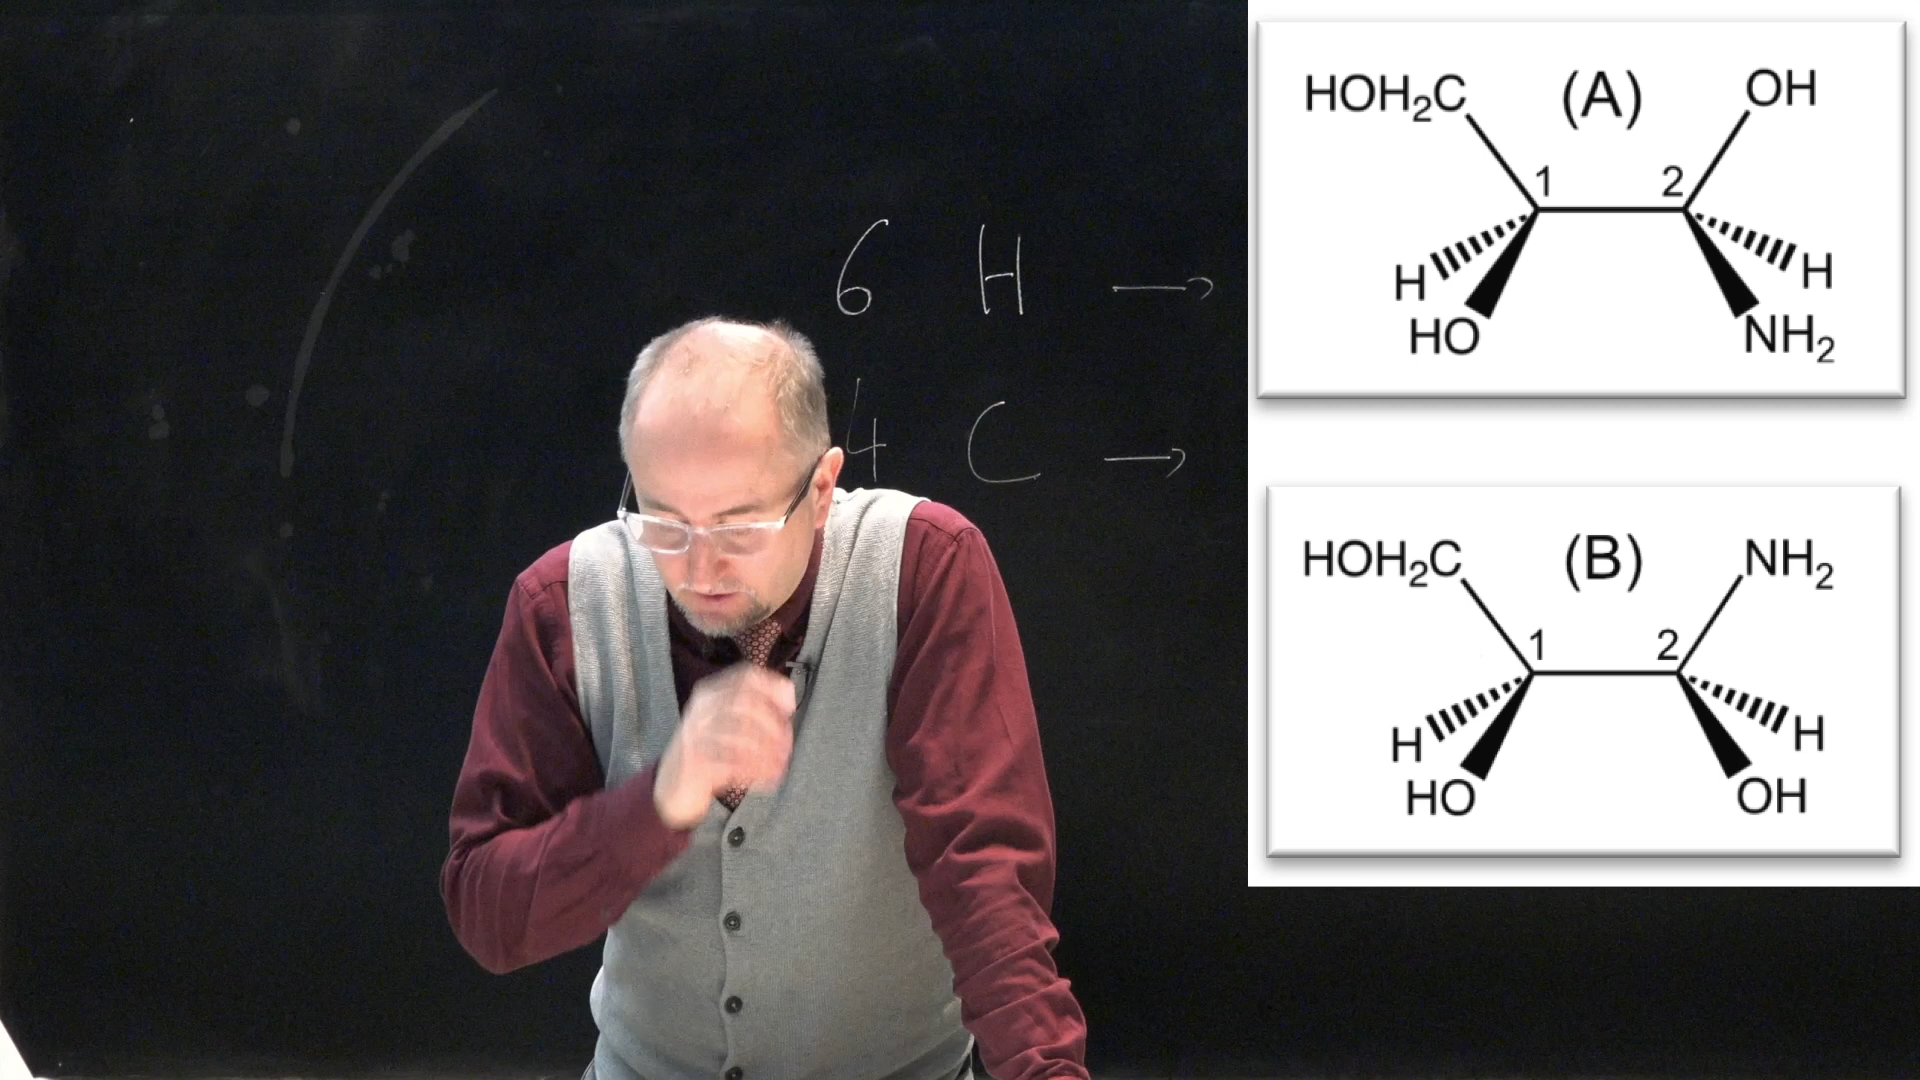 6 H →
4 C →
HOH₂C (A) OH
1 2
H H
HO NH₂
HOH₂C (B) NH₂
1 2
H H
HO OH